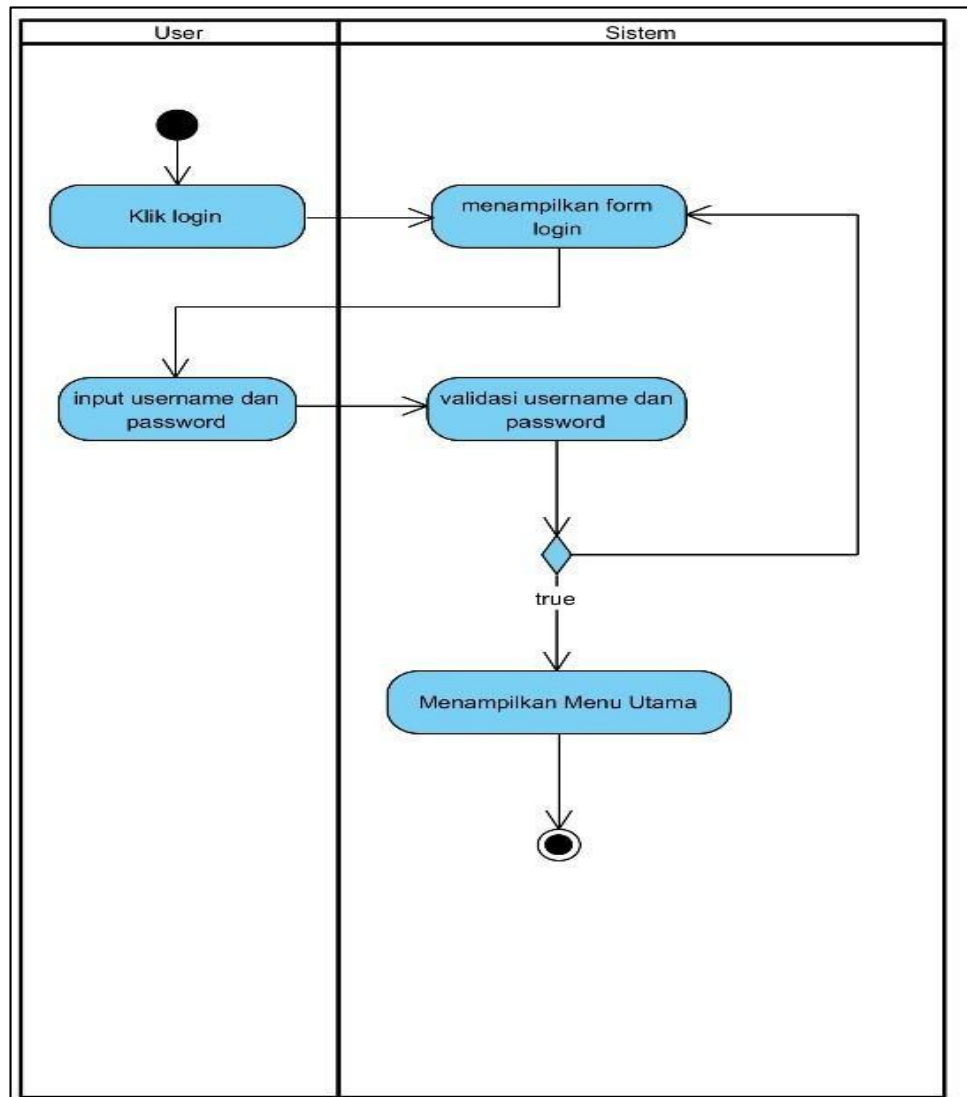 User
Sistem
Klik login
menampilkan form
login
input username dan
password
validasi username dan
password
true
Menampilkan Menu Utama